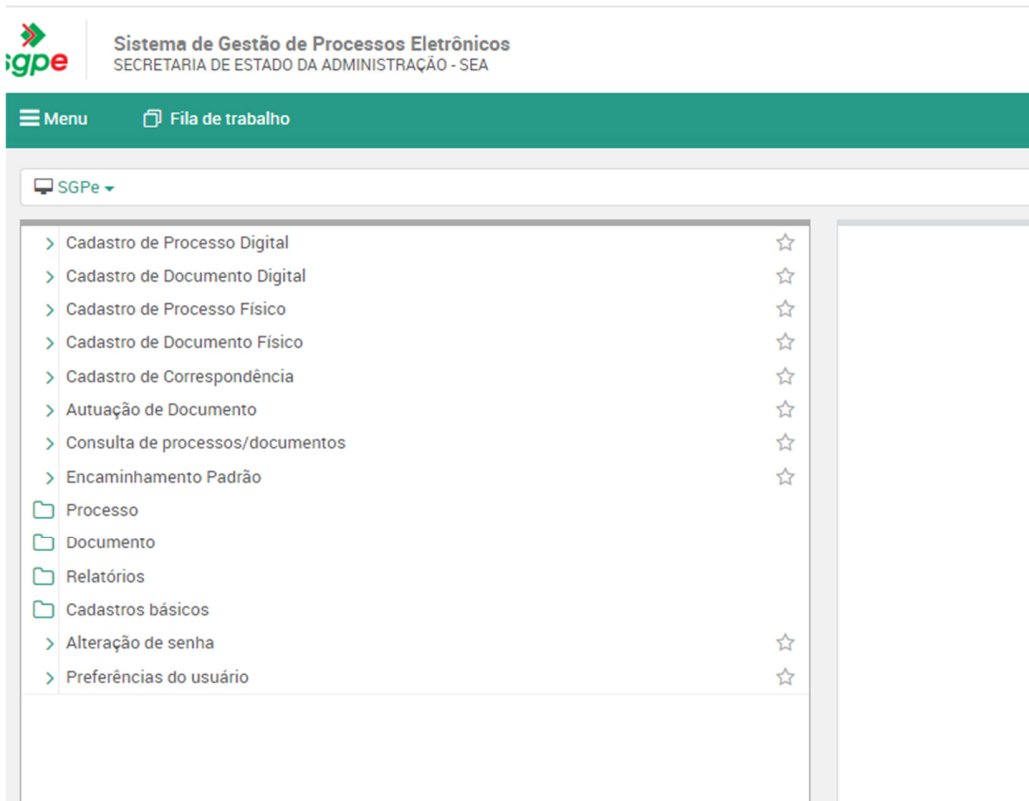 sgpe
Sistema de Gestão de Processos Eletrônicos
SECRETARIA DE ESTADO DA ADMINISTRAÇÃO - SEA
Menu
Fila de trabalho
SGPe
Cadastro de Processo Digital
Cadastro de Documento Digital
Cadastro de Processo Físico
Cadastro de Documento Físico
Cadastro de Correspondência
Autuação de Documento
Consulta de processos/documentos
Encaminhamento Padrão
Processo
Documento
Relatórios
Cadastros básicos
Alteração de senha
Preferências do usuário